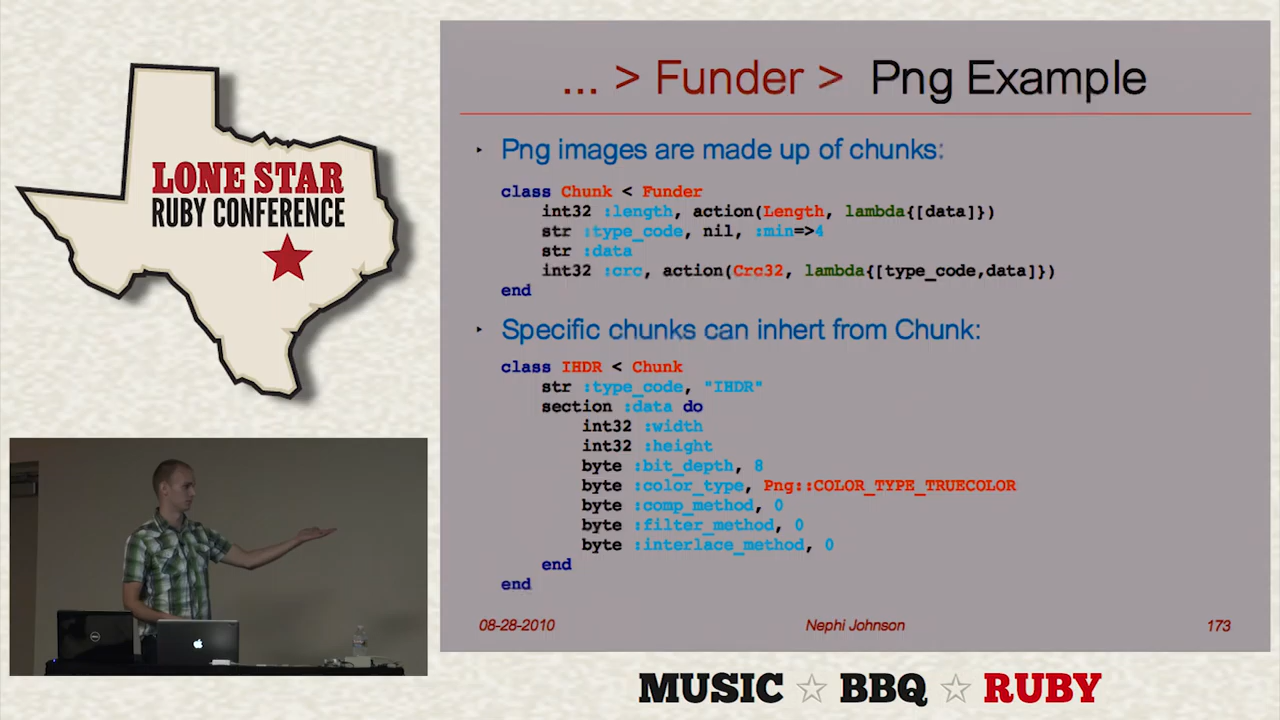 LONE STAR
RUBY CONFERENCE
... > Funder > Png Example
‣ Png images are made up of chunks:
class Chunk < Funder
    int32 :length, action(Length, lambda{[data]})
    str :type_code, nil, :min=>4
    str :data
    int32 :crc, action(Crc32, lambda{[type_code,data]})
end
‣ Specific chunks can inhert from Chunk:
class IHDR < Chunk
    str :type_code, "IHDR"
    section :data do
        int32 :width
        int32 :height
        byte :bit_depth, 8
        byte :color_type, Png::COLOR_TYPE_TRUECOLOR
        byte :comp_method, 0
        byte :filter_method, 0
        byte :interlace_method, 0
    end
end
08-28-2010 Nephi Johnson 173
DELL
MUSIC ☆ BBQ ☆ RUBY